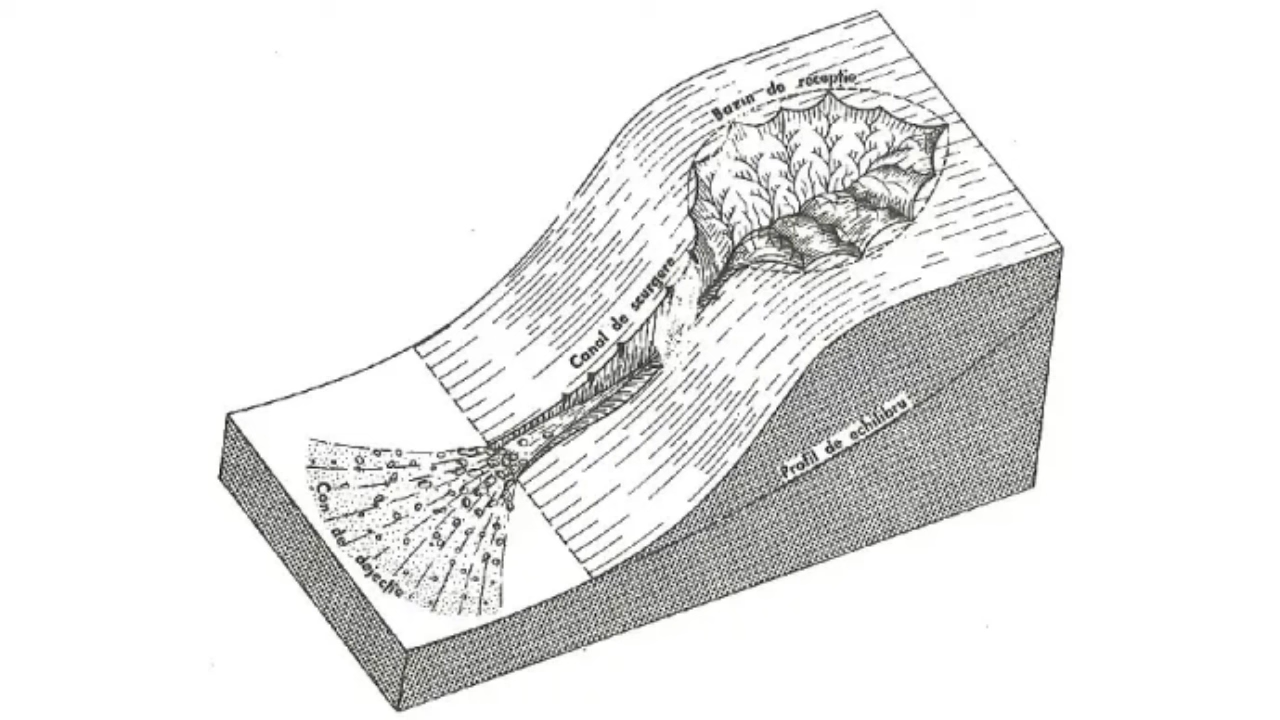 Bazin de recepție
Canal de scurgere
Profil de echilibru
Con de dejecție